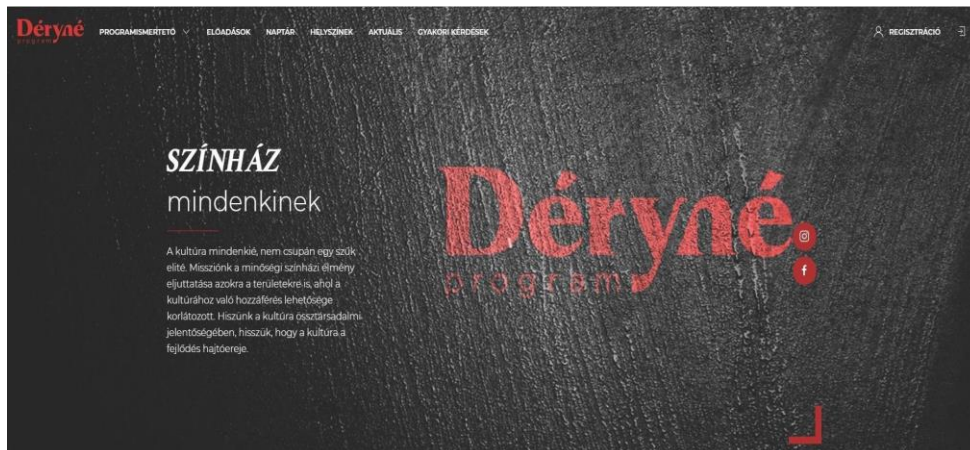 Déryné
program
PROGRAMISMERTETŐ ELŐADÁSOK NAPTÁR HELYSZÍNEK AKTUÁLIS GYAKORI KÉRDÉSEK
REGISZTRÁCIÓ
SZÍNHÁZ
mindenkinek
A kultúra mindenkié, nem csupán egy szűk
elité. Missziónk a minőségi színházi élmény
eljuttatása azokra a területekre is, ahol a
kultúrához való hozzáférés lehetősége
korlátozott. Hiszünk a kultúra össztársadalmi
jelentőségében, hisszük, hogy a kultúra a
fejlődés hajtóereje.
Déryné
program